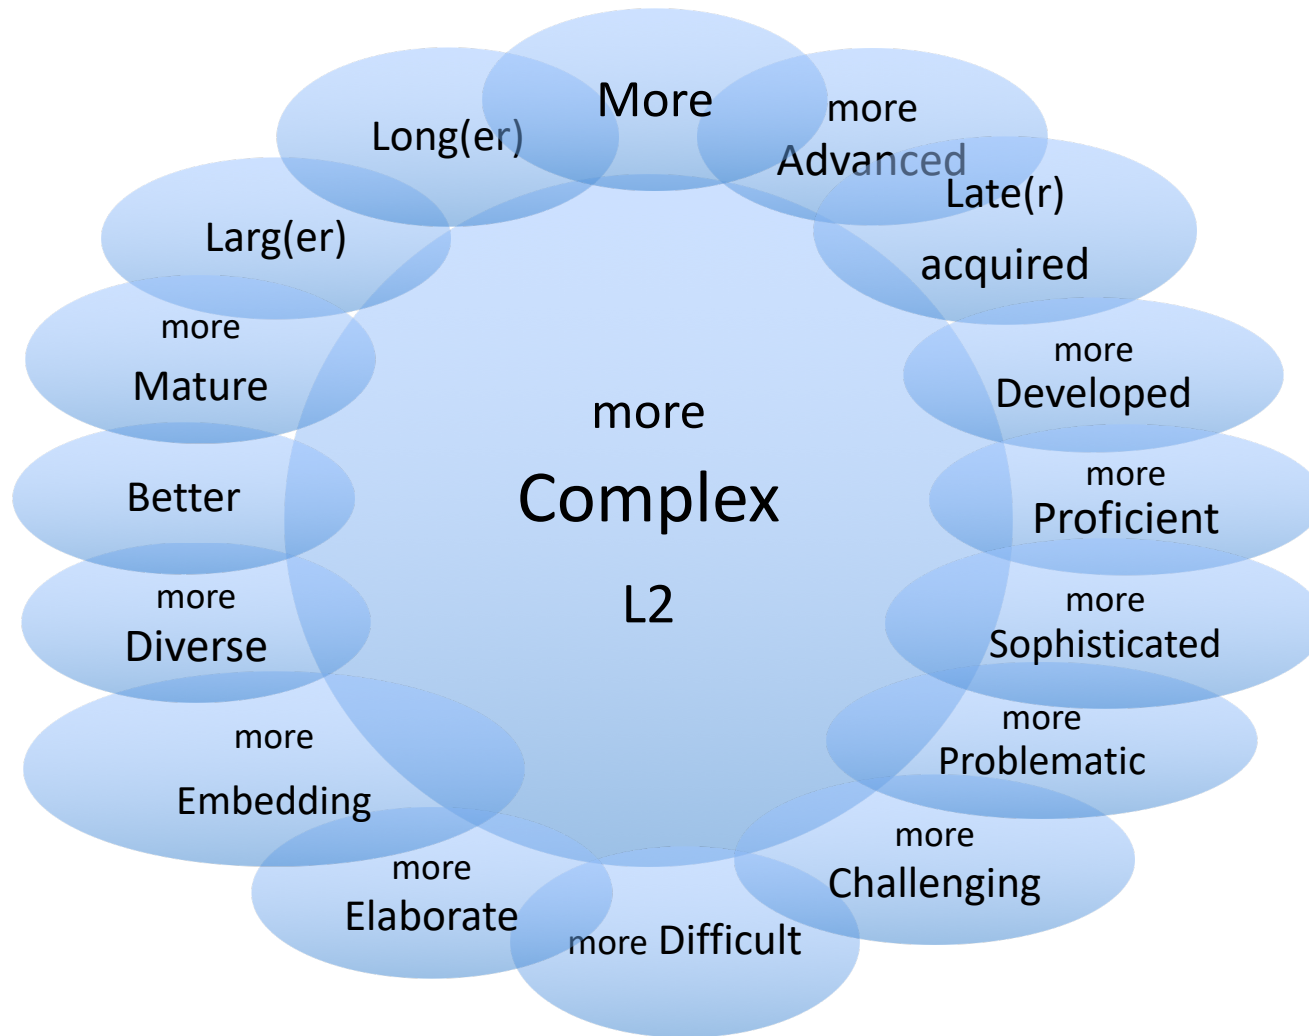 More
more
Advanced
Late(r)
acquired
more
Developed
more
Proficient
more
Sophisticated
more
Problematic
more
Challenging
more Difficult
more
Elaborate
more
Embedding
more
Diverse
Better
more
Mature
Larg(er)
Long(er)
more
Complex
L2